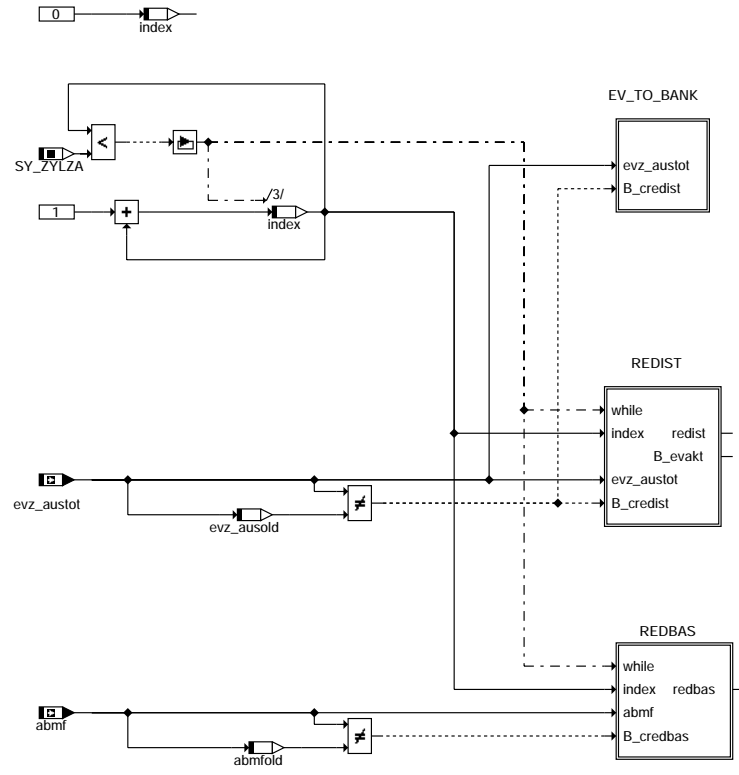 0
index
EV_TO_BANK
<
SY_ZYLZA
evz_austot
B_credist
/3/
1
+
index
REDIST
while
index redist
B_evakt
evz_austot
B_credist
evz_austot
evz_ausold
≠
REDBAS
while
index redbas
abmf
B_credbas
abmf
abmfold
≠